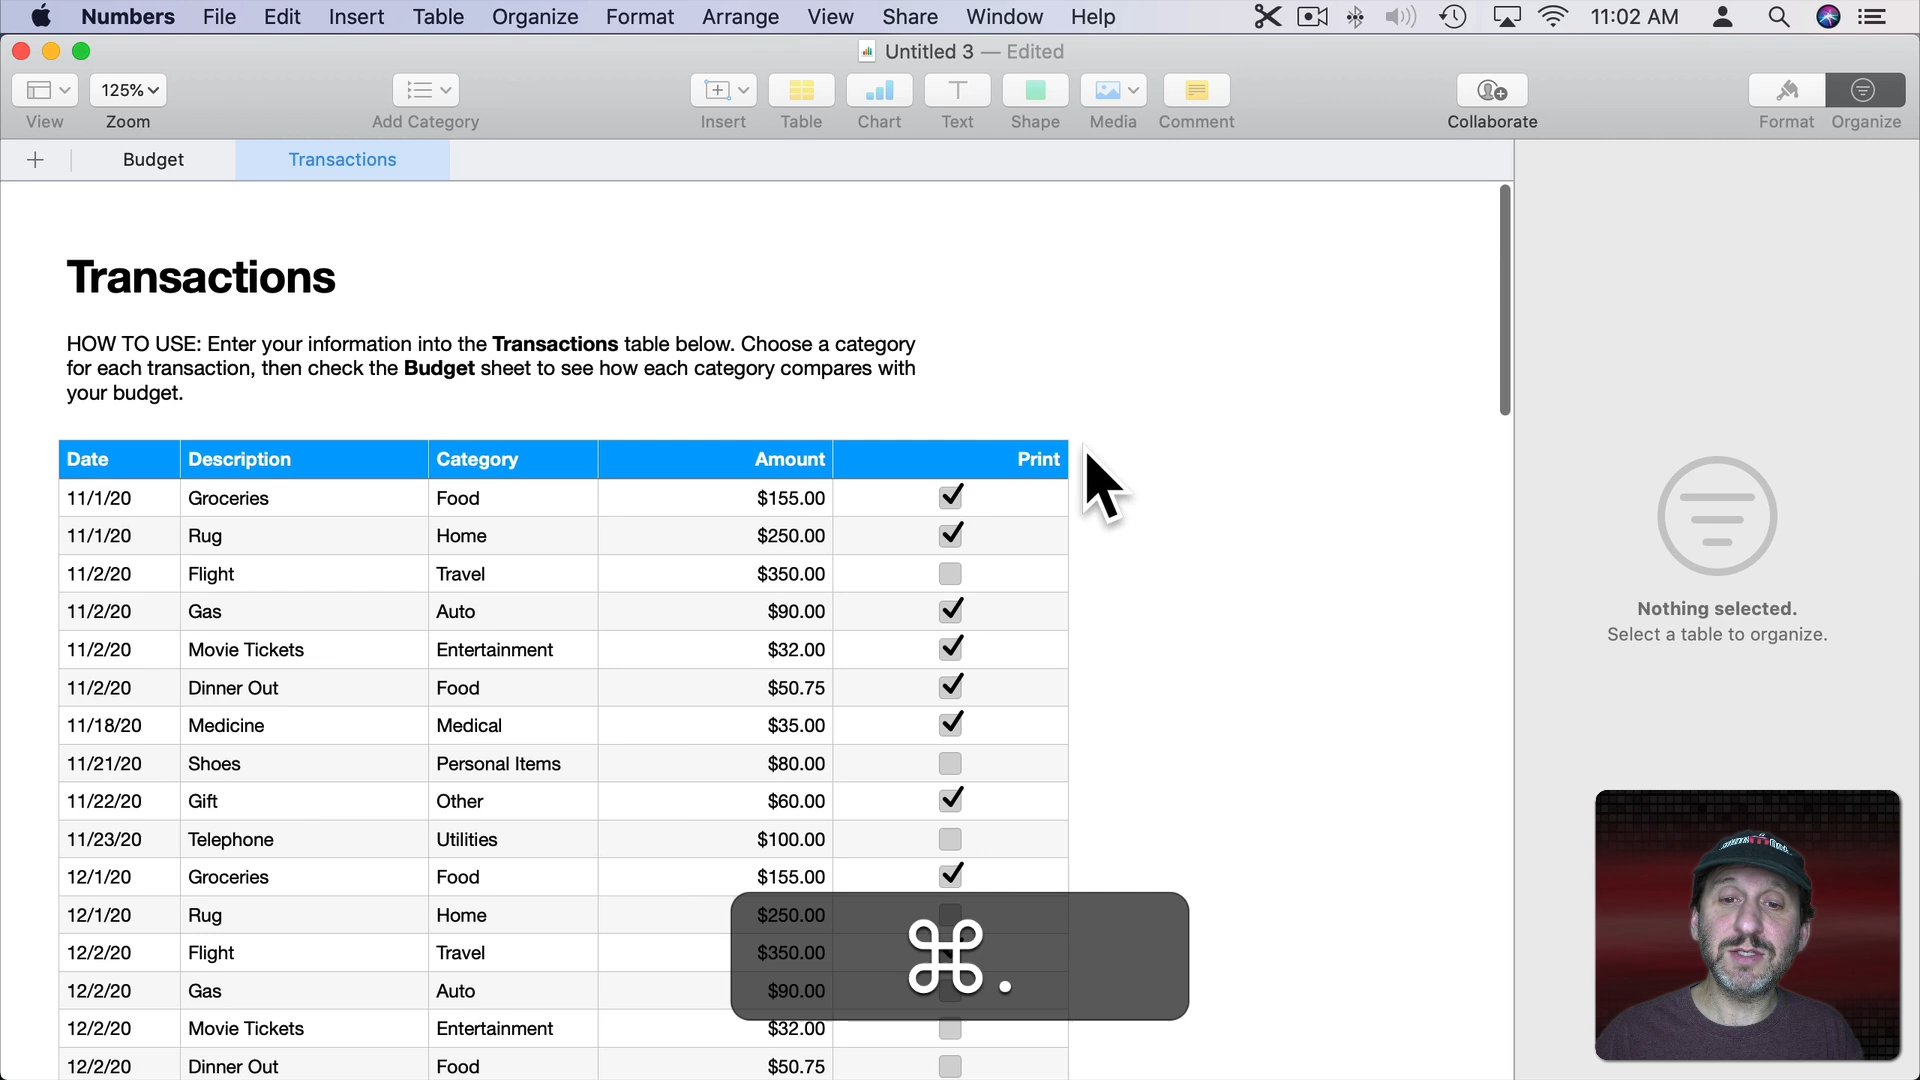 Numbers File Edit Insert Table Organize Format Arrange View Share Window Help 11:02 AM
Untitled 3 — Edited
125%
View Zoom Add Category Insert Table Chart Text Shape Media Comment Collaborate Format Organize
Budget Transactions
Transactions
HOW TO USE: Enter your information into the Transactions table below. Choose a category
for each transaction, then check the Budget sheet to see how each category compares with
your budget.
Date Description Category Amount Print
11/1/20 Groceries Food $155.00
11/1/20 Rug Home $250.00
11/2/20 Flight Travel $350.00
11/2/20 Gas Auto $90.00
11/2/20 Movie Tickets Entertainment $32.00
11/2/20 Dinner Out Food $50.75
11/18/20 Medicine Medical $35.00
11/21/20 Shoes Personal Items $80.00
11/22/20 Gift Other $60.00
11/23/20 Telephone Utilities $100.00
12/1/20 Groceries Food $155.00
12/1/20 Rug Home $250.00
12/2/20 Flight Travel $350.00
12/2/20 Gas Auto $90.00
12/2/20 Movie Tickets Entertainment $32.00
12/2/20 Dinner Out Food $50.75
Nothing selected.
Select a table to organize.
⌘.